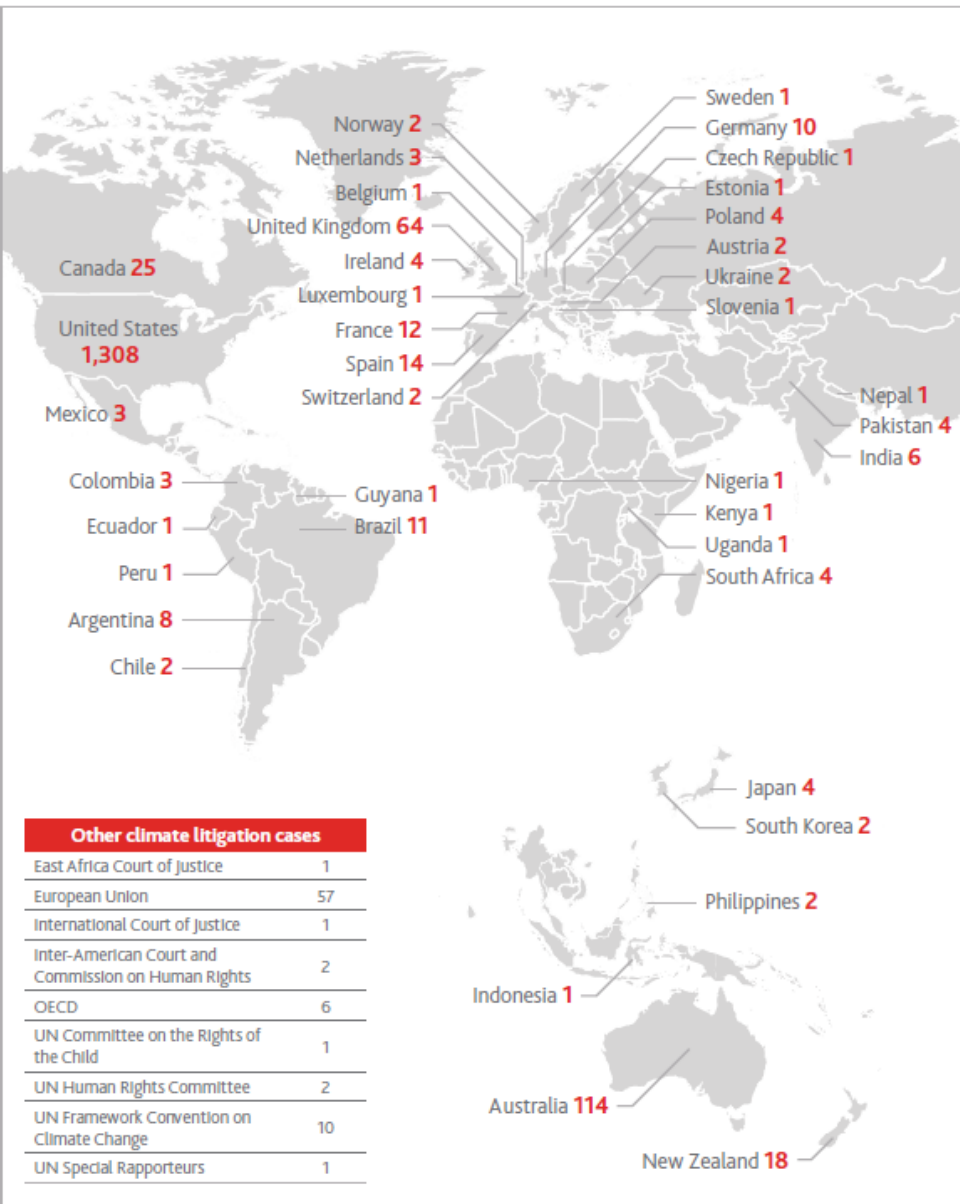 Norway 2
Netherlands 3
Belgium 1
United Kingdom 64
Ireland 4
Luxembourg 1
France 12
Spain 14
Switzerland 2
Sweden 1
Germany 10
Czech Republic 1
Estonia 1
Poland 4
Austria 2
Ukraine 2
Slovenia 1
Canada 25
United States
1,308
Mexico 3
Nepal 1
Pakistan 4
India 6
Colombia 3
Ecuador 1
Peru 1
Argentina 8
Chile 2
Guyana 1
Brazil 11
Nigeria 1
Kenya 1
Uganda 1
South Africa 4
Japan 4
South Korea 2
Philippines 2
Indonesia 1
Australia 114
New Zealand 18
Other climate litigation cases
East Africa Court of Justice 1
European Union 57
International Court of Justice 1
Inter-American Court and
Commission on Human Rights 2
OECD 6
UN Committee on the Rights of
the Child 1
UN Human Rights Committee 2
UN Framework Convention on
Climate Change 10
UN Special Rapporteurs 1